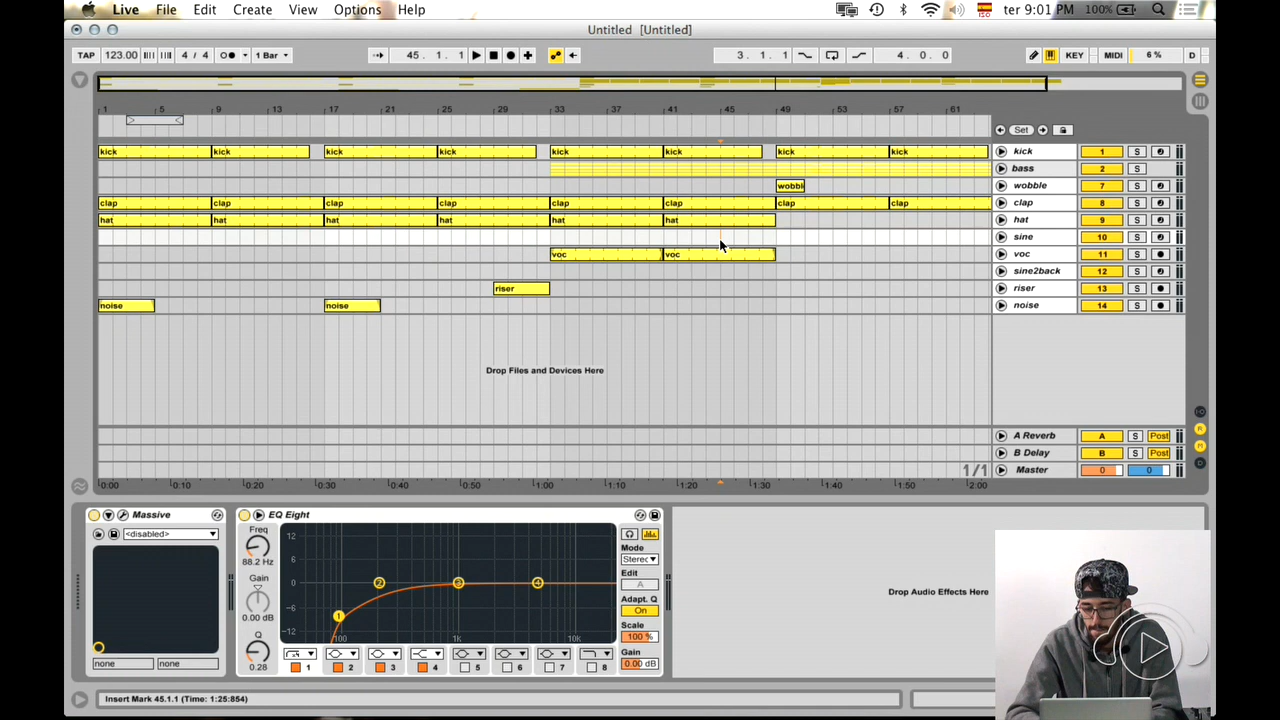 Live File Edit Create View Options Help ISO ter 9:01 PM 100%
Untitled [Untitled]
TAP 123.00 4 / 4 1 Bar 45. 1. 1 3. 1. 1 4. 0. 0 KEY MIDI 6 % D
1 5 9 13 17 21 25 29 33 37 41 45 49 53 57 61
Set
kick kick kick kick kick kick kick kick kick 1 S
bass 2 S
wobble 7 S
clap clap clap clap clap clap clap clap clap 8 S
hat hat hat hat hat hat hat 9 S
sine 10 S
voc voc voc 11 S
sine2back 12 S
riser riser 13 S
noise noise noise 14 S
Drop Files and Devices Here
A Reverb A S Post
B Delay B S Post
1/1 Master 0 0
0:00 0:10 0:20 0:30 0:40 0:50 1:00 1:10 1:20 1:30 1:40 1:50 2:00
Massive EQ Eight
<disabled>
Freq
88.2 Hz
Gain
0.00 dB
Q
0.28
12
6
0
-6
-12
1 2 3 4
100 1K 10K
1 2 3 4 5 6 7 8
Mode
Stereo
Edit
A
Adapt. Q
On
Scale
100 %
Gain
0.00 dB
none none
Drop Audio Effects Here
Insert Mark 45.1.1 (Time: 1:25:854)